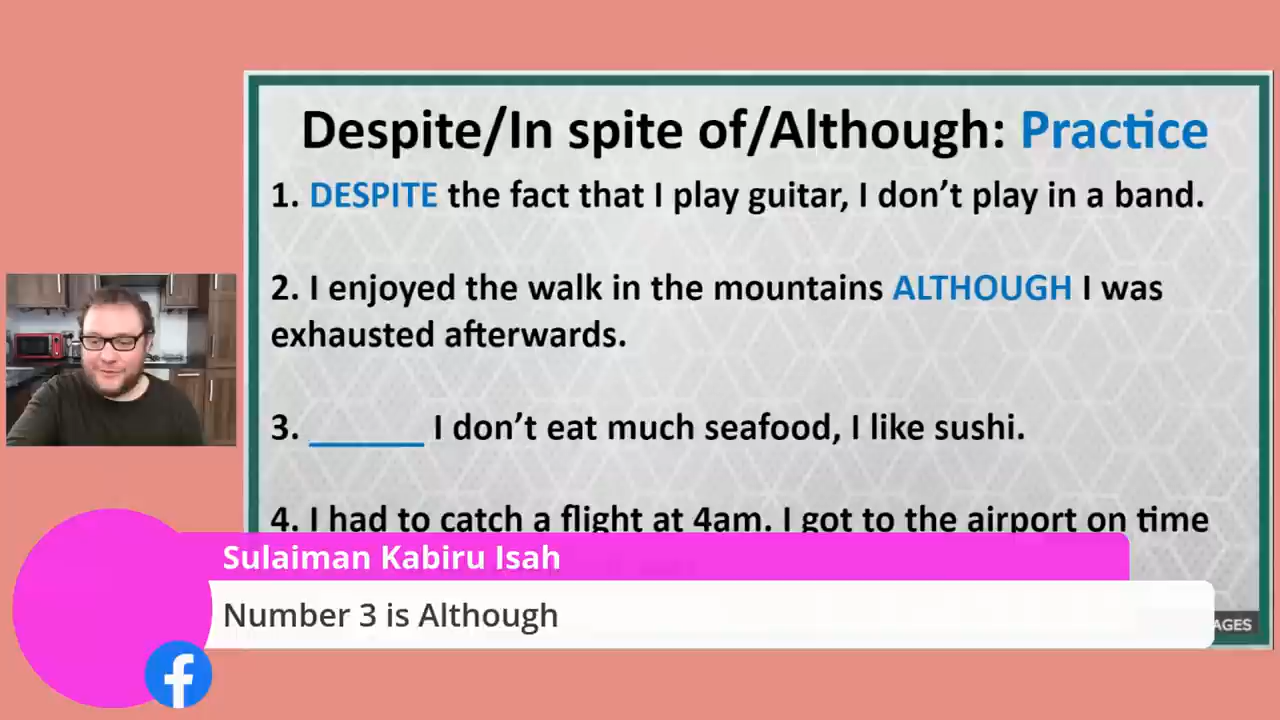 Despite/In spite of/Although: Practice
1. DESPITE the fact that I play guitar, I don’t play in a band.
2. I enjoyed the walk in the mountains ALTHOUGH I was
exhausted afterwards.
3. ______ I don’t eat much seafood, I like sushi.
4. I had to catch a flight at 4am. I got to the airport on time
Sulaiman Kabiru Isah
Number 3 is Although
AGES